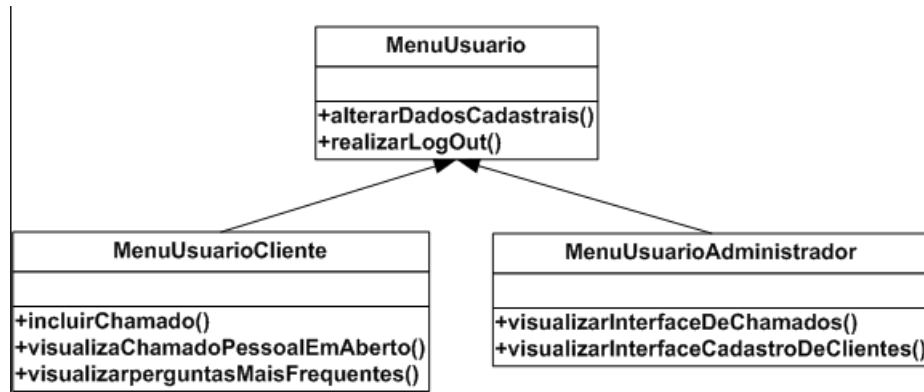 MenuUsuario
+alterarDadosCadastrais()
+realizarLogOut()
MenuUsuarioCliente
+incluirChamado()
+visualizaChamadoPessoalEmAberto()
+visualizarperguntasMaisFrequentes()
MenuUsuarioAdministrador
+visualizarInterfaceDeChamados()
+visualizarInterfaceCadastroDeClientes()